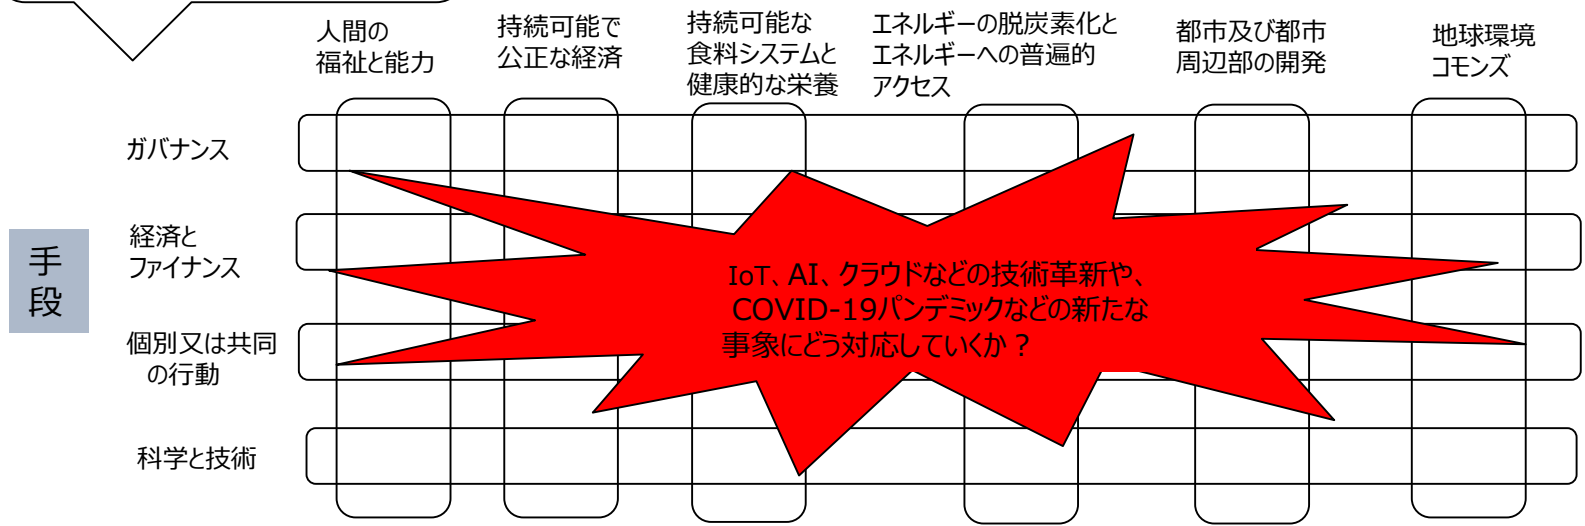 人間の
福祉と能力
持続可能で
公正な経済
持続可能な
食料システムと
健康的な栄養
エネルギーの脱炭素化と
エネルギーへの普遍的
アクセス
都市及び都市
周辺部の開発
地球環境
コモンズ
手
段
ガバナンス
経済と
ファイナンス
個別又は共同
の行動
科学と技術
IoT、AI、クラウドなどの技術革新や、
COVID-19パンデミックなどの新たな
事象にどう対応していくか？